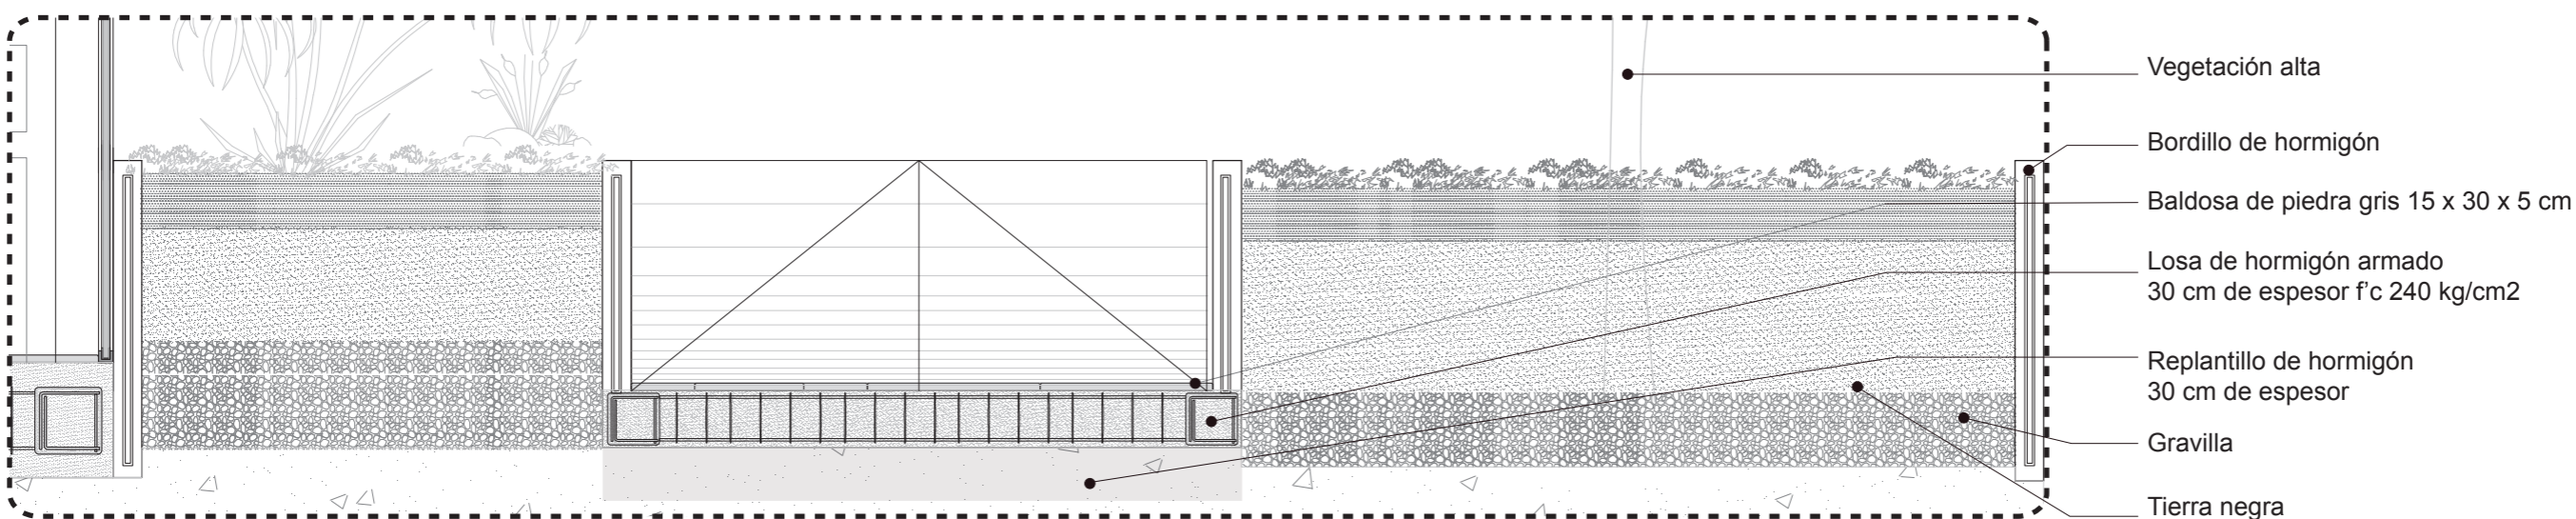 Vegetación alta
Bordillo de hormigón
Baldosa de piedra gris 15 x 30 x 5 cm
Losa de hormigón armado
30 cm de espesor f’c 240 kg/cm2
Replantillo de hormigón
30 cm de espesor
Gravilla
Tierra negra